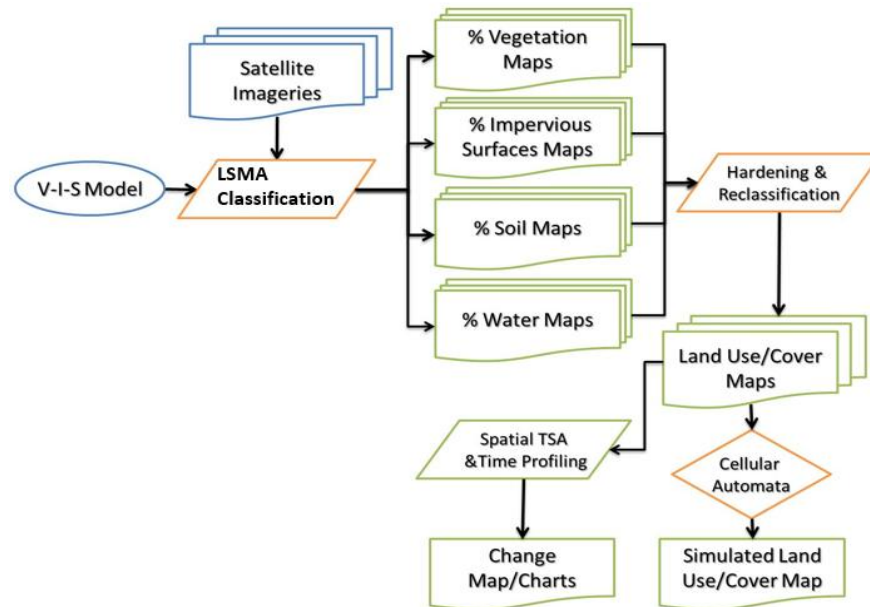 Satellite
Imageries
V-I-S Model
LSMA
Classification
% Vegetation
Maps
% Impervious
Surfaces Maps
% Soil Maps
% Water Maps
Hardening &
Reclassification
Land Use/Cover
Maps
Spatial TSA
&Time Profiling
Cellular
Automata
Change
Map/Charts
Simulated Land
Use/Cover Map